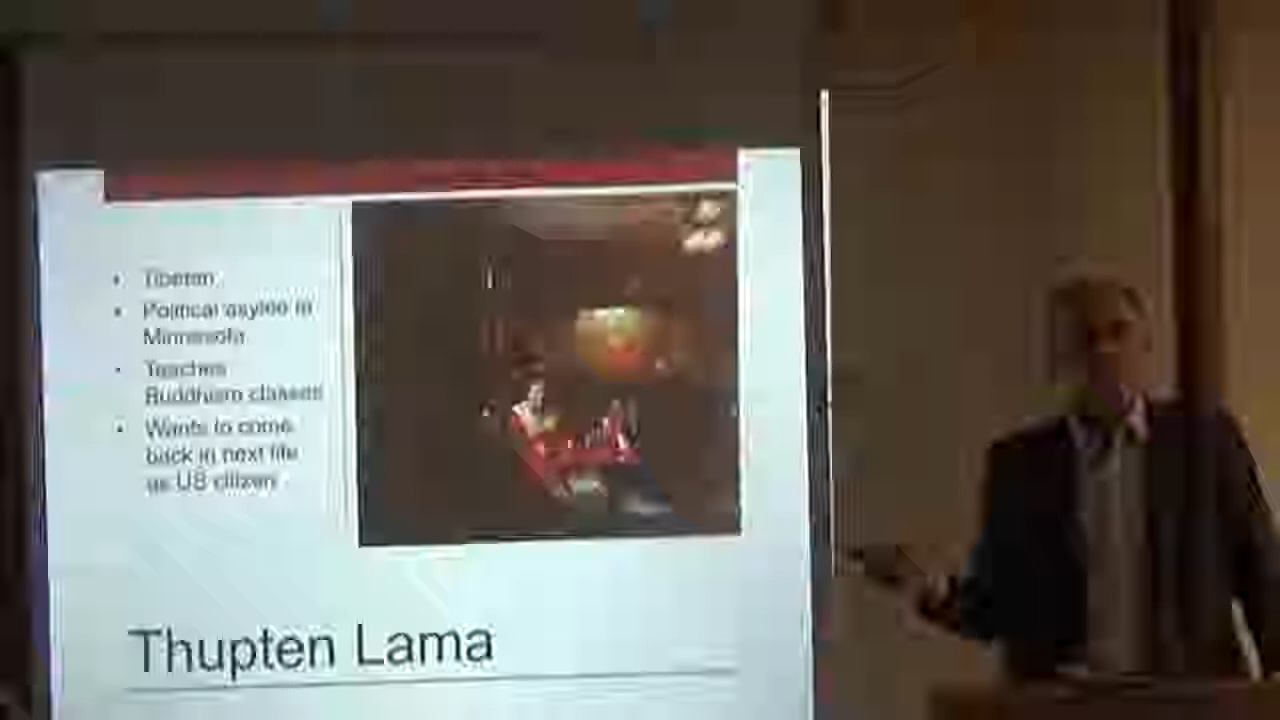 • Tibetan
• Political asylee in
Minnesota
• Teaches
Buddhism classes
• Wants to come
back in next life
as US citizen
Thupten Lama